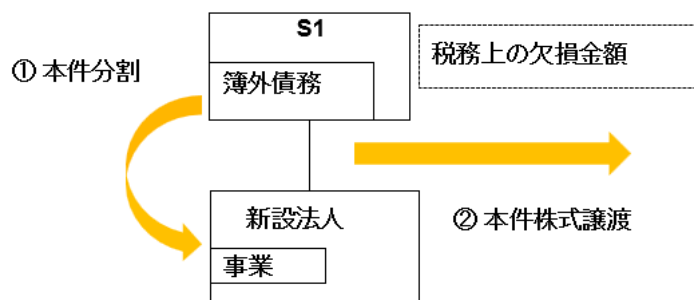 S1
税務上の欠損金額
① 本件分割
簿外債務
新設法人
② 本件株式譲渡
事業